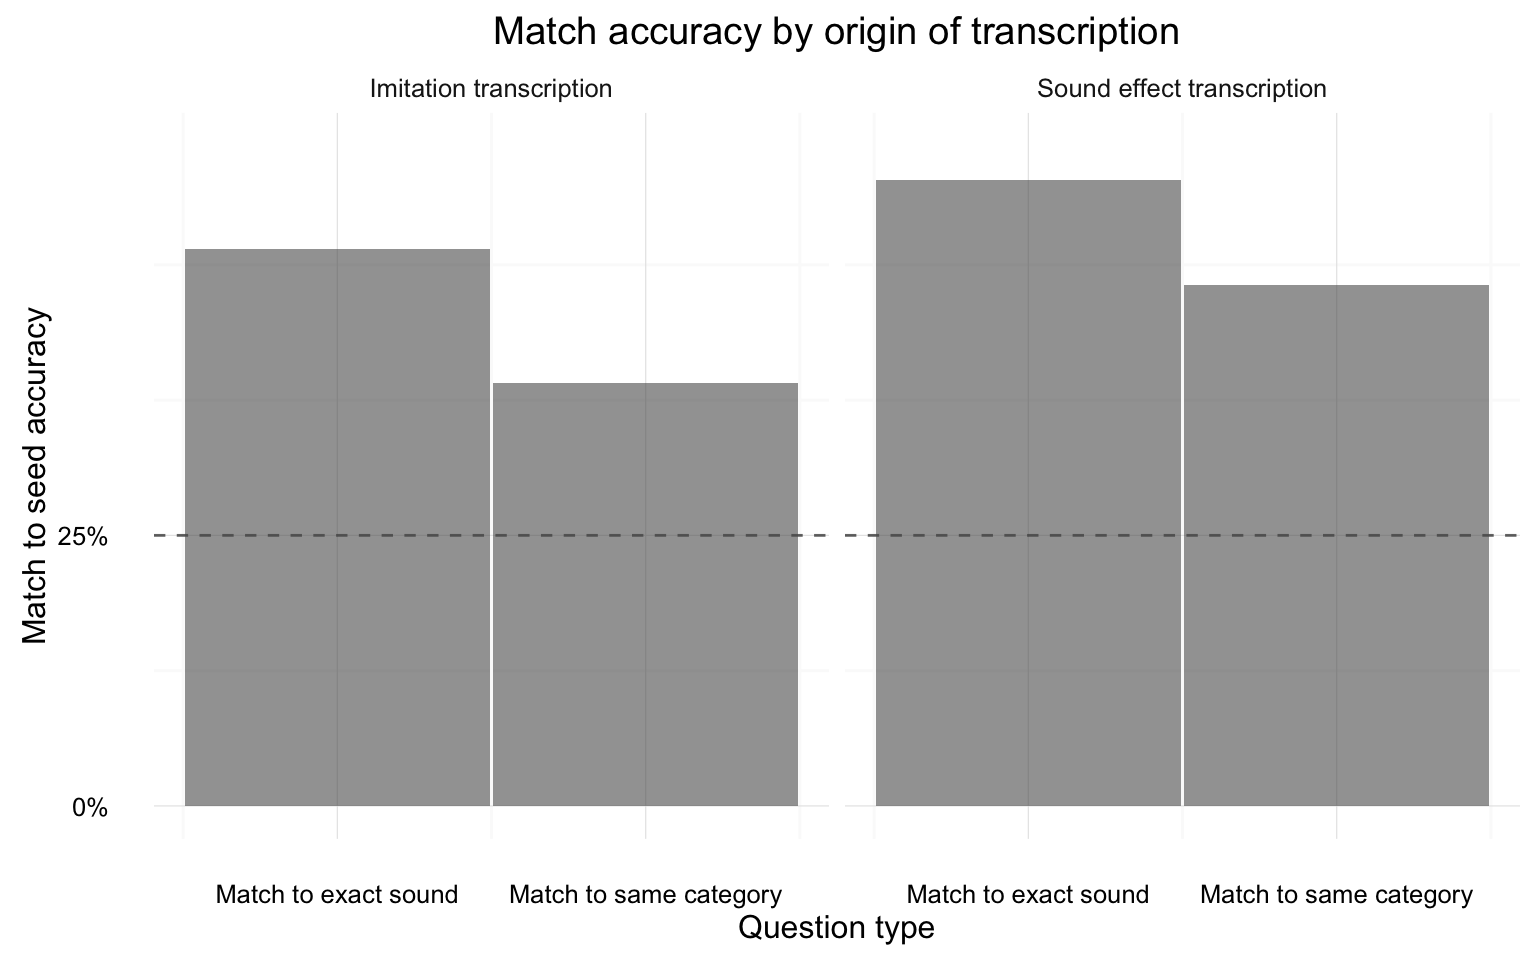 Match accuracy by origin of transcription
Imitation transcription
Sound effect transcription
Match to seed accuracy
25%
0%
Match to exact sound
Match to same category
Match to exact sound
Match to same category
Question type